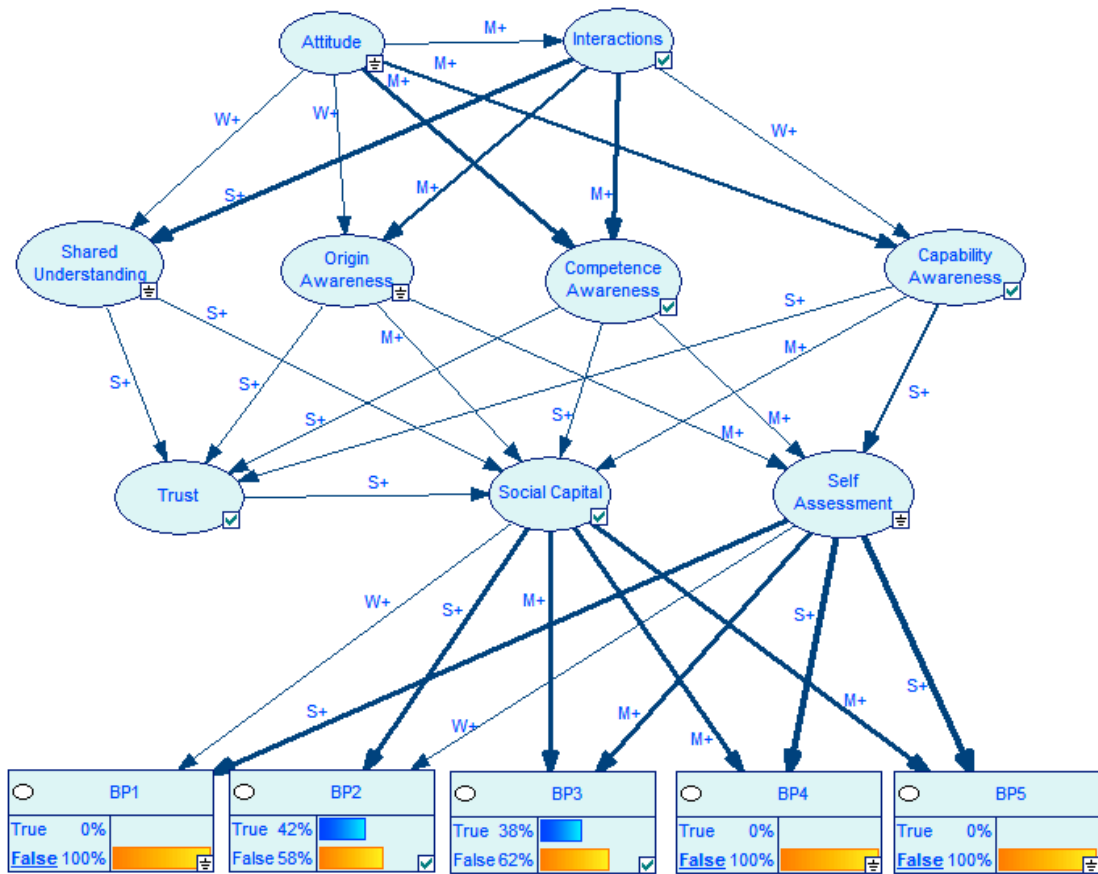 Attitude
M+
Interactions
M+
M+
W+
W+
W+
S+
M+
M+
Shared
Understanding
Origin
Awareness
Competence
Awareness
Capability
Awareness
S+
S+
M+
M+
S+
S+
S+
S+
S+
M+
M+
Trust
S+
Social Capital
Self
Assessment
W+
S+
M+
S+
S+
S+
W+
M+
M+
M+
BP1
True 0%
False 100%
BP2
True 42%
False 58%
BP3
True 38%
False 62%
BP4
True 0%
False 100%
BP5
True 0%
False 100%